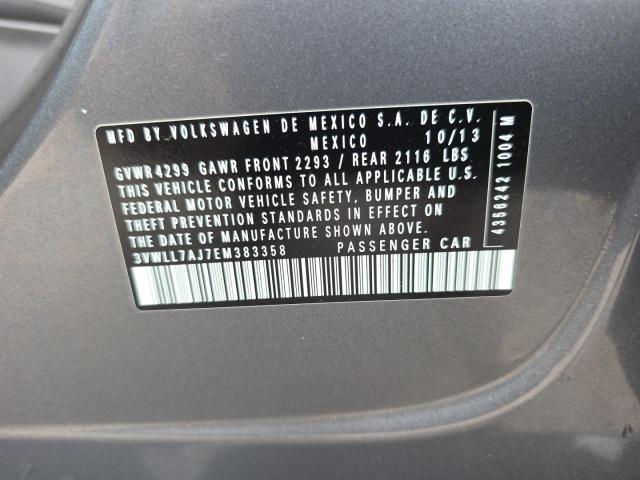 MFD BY VOLKSWAGEN DE MEXICO S.A. DE C.V.
MEXICO 10/13
GVWR4299 GAWR FRONT 2293 / REAR 2116 LBS
THIS VEHICLE CONFORMS TO ALL APPLICABLE U.S.
FEDERAL MOTOR VEHICLE SAFETY, BUMPER AND
THEFT PREVENTION STANDARDS IN EFFECT ON
THE DATE OF MANUFACTURE SHOWN ABOVE.
3VWLL7AJ7EM383358 PASSENGER CAR
4356242 1004 M